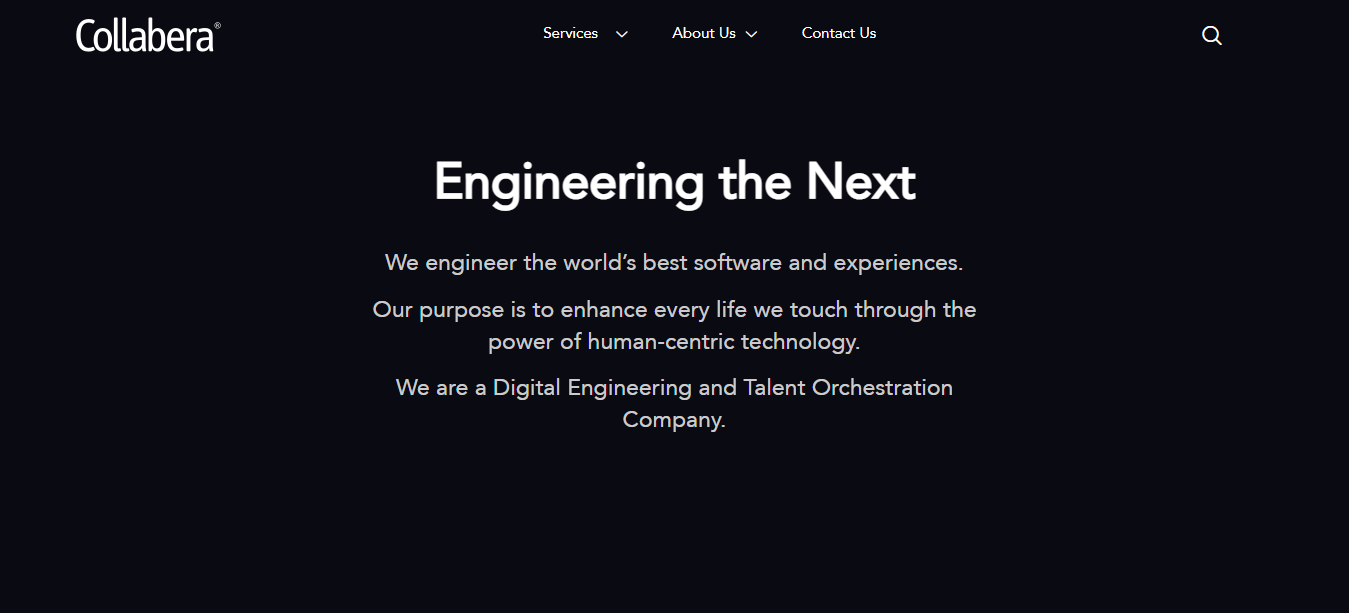 Collabera®
Services
About Us
Contact Us
Engineering the Next
We engineer the world’s best software and experiences.
Our purpose is to enhance every life we touch through the
power of human-centric technology.
We are a Digital Engineering and Talent Orchestration
Company.